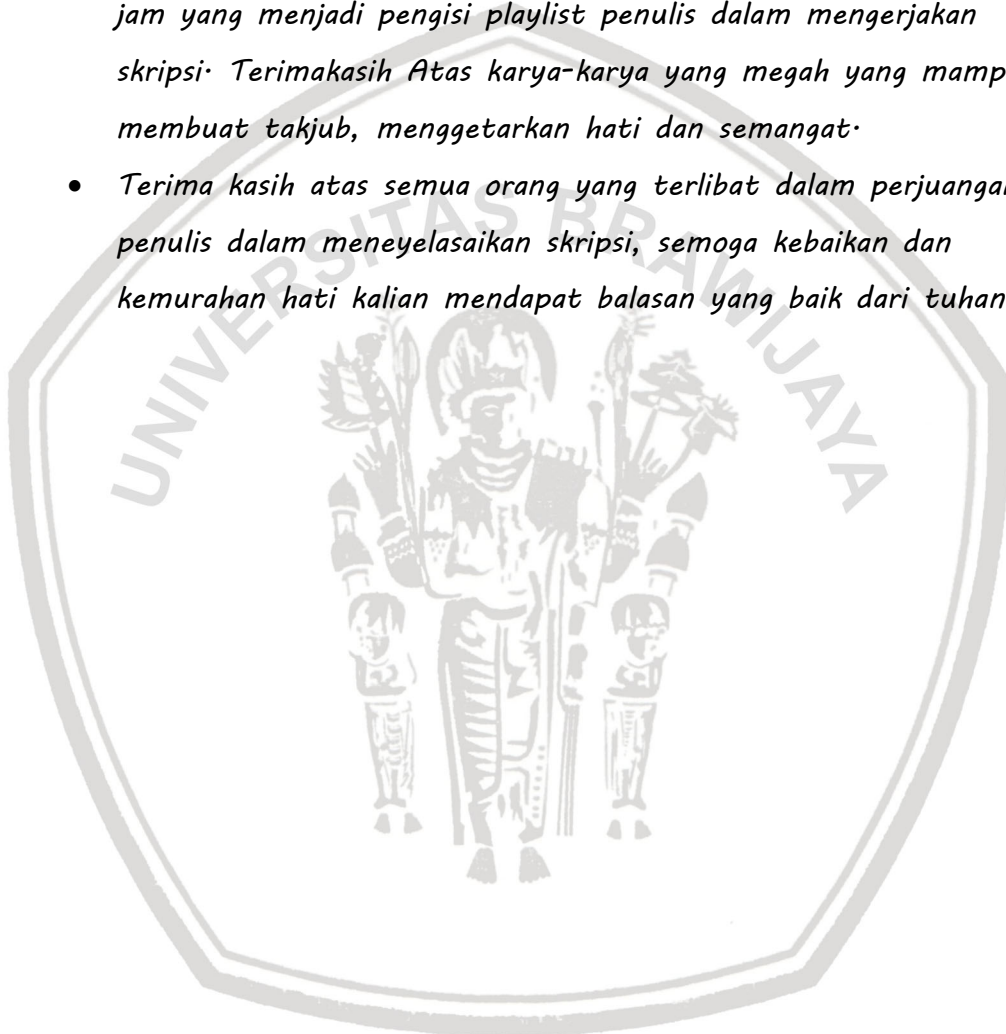 jam yang menjadi pengisi playlist penulis dalam mengerjakan
skripsi. Terimakasih Atas karya-karya yang megah yang mamp
membuat takjub, menggetarkan hati dan semangat.
• Terima kasih atas semua orang yang terlibat dalam perjuangan
penulis dalam meneyelasaikan skripsi, semoga kebaikan dan
kemurahan hati kalian mendapat balasan yang baik dari tuhan
UNIVERSITAS BRAWIJAYA